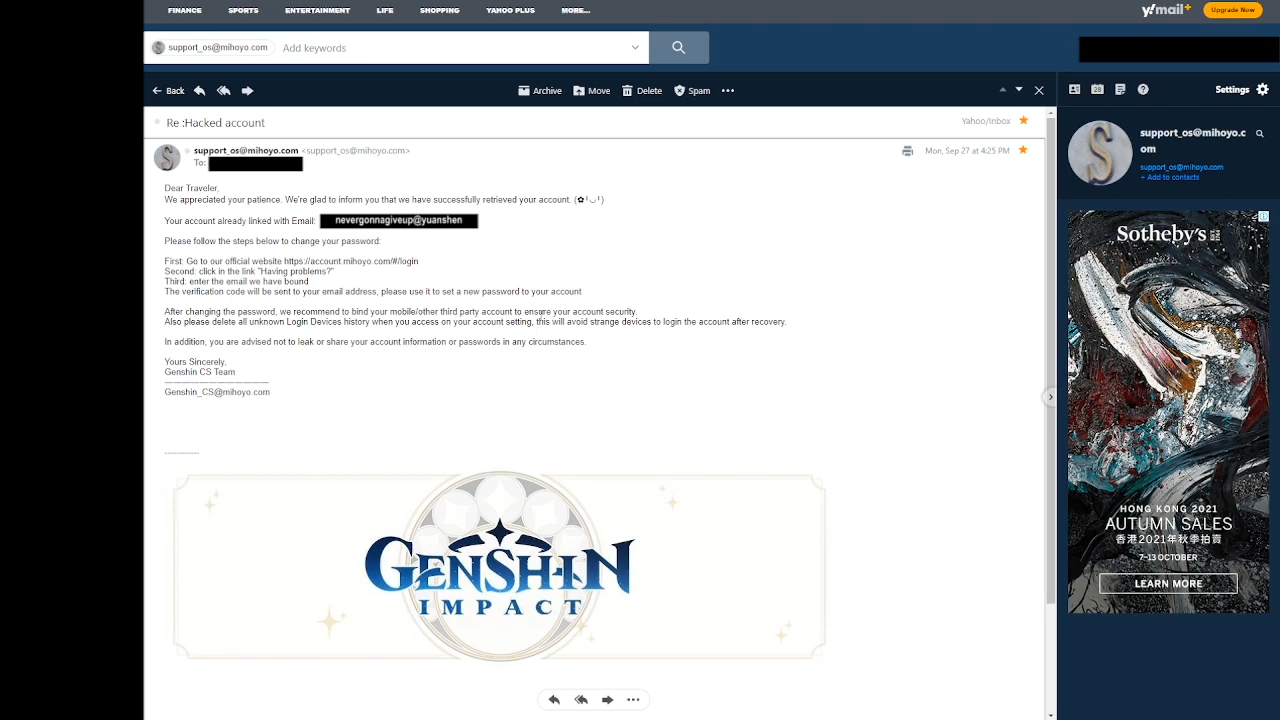 FINANCE SPORTS ENTERTAINMENT LIFE SHOPPING YAHOO PLUS MORE...
y!mail+
Upgrade Now
support_os@mihoyo.com Add keywords
Back
Archive Move Delete Spam
28
Settings
Re :Hacked account
Yahoo/Inbox
support_os@mihoyo.com <support_os@mihoyo.com>
Mon, Sep 27 at 4:25 PM
To:
Dear Traveler,
We appreciated your patience. We're glad to inform you that we have successfully retrieved your account. (✿╹◡╹)
Your account already linked with Email: nevergonnagiveup@yuanshen
Please follow the steps below to change your password:
First: Go to our official website https://account.mihoyo.com/#/login
Second: click in the link "Having problems?"
Third: enter the email we have bound
The verification code will be sent to your email address, please use it to set a new password to your account
After changing the password, we recommend to bind your mobile/other third party account to ensure your account security.
Also please delete all unknown Login Devices history when you access on your account setting, this will avoid strange devices to login the account after recovery.
In addition, you are advised not to leak or share your account information or passwords in any circumstances.
Yours Sincerely,
Genshin CS Team
———————————————
Genshin_CS@mihoyo.com
------------
GENSHIN
IMPACT
S
support_os@mihoyo.c
om
support_os@mihoyo.com
+ Add to contacts
Sotheby's
EST 1744
HONG KONG 2021
AUTUMN SALES
香港2021年秋季拍賣
7–13 OCTOBER
LEARN MORE